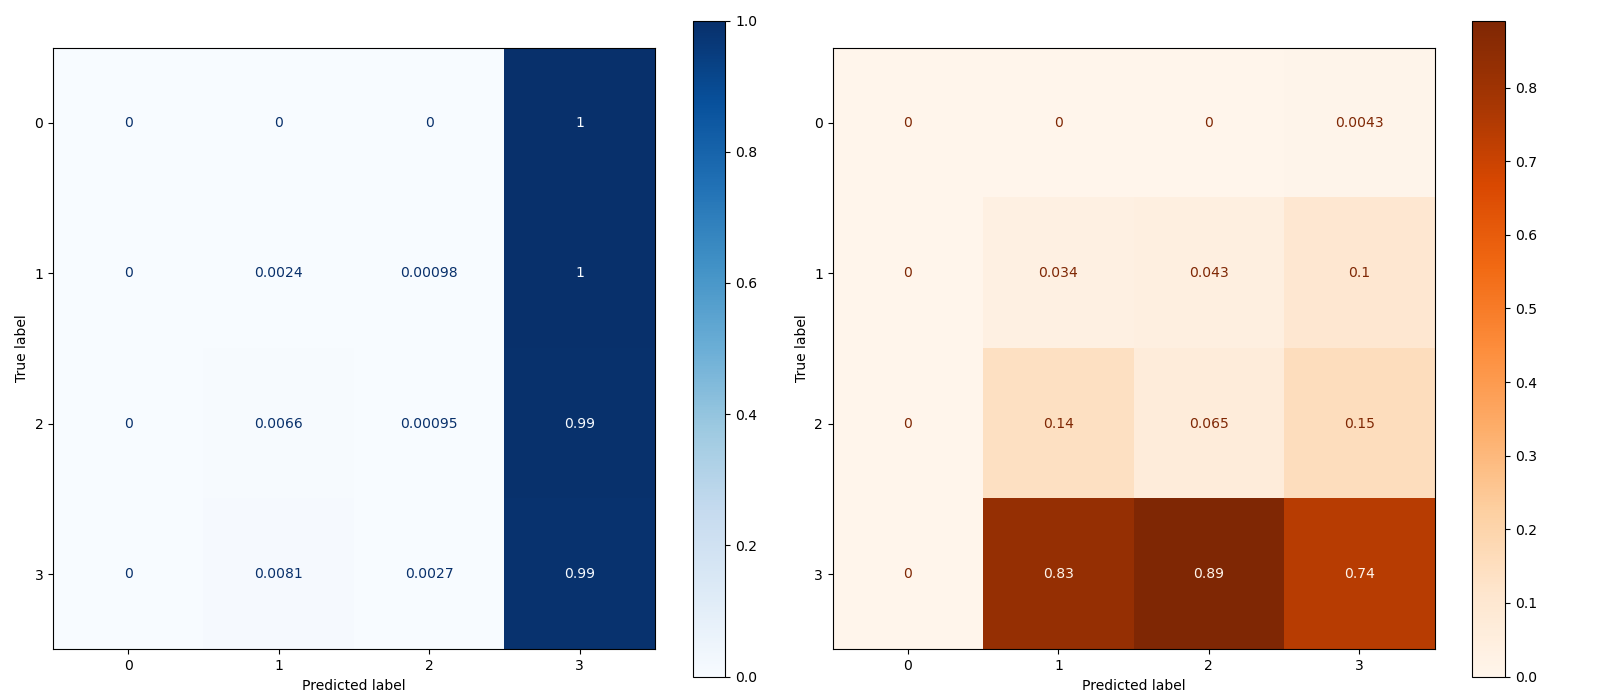 1.0
0 0 0 0 1
0.8
1 0 0.0024 0.00098 1
0.6
True label
2 0 0.0066 0.00095 0.99
0.4
0.2
3 0 0.0081 0.0027 0.99
0.0
0 1 2 3
Predicted label
0 0 0 0 0.0043
0.8
0.7
1 0 0.034 0.043 0.1
0.6
0.5
True label
0.4
2 0 0.14 0.065 0.15
0.3
0.2
3 0 0.83 0.89 0.74
0.1
0.0
0 1 2 3
Predicted label